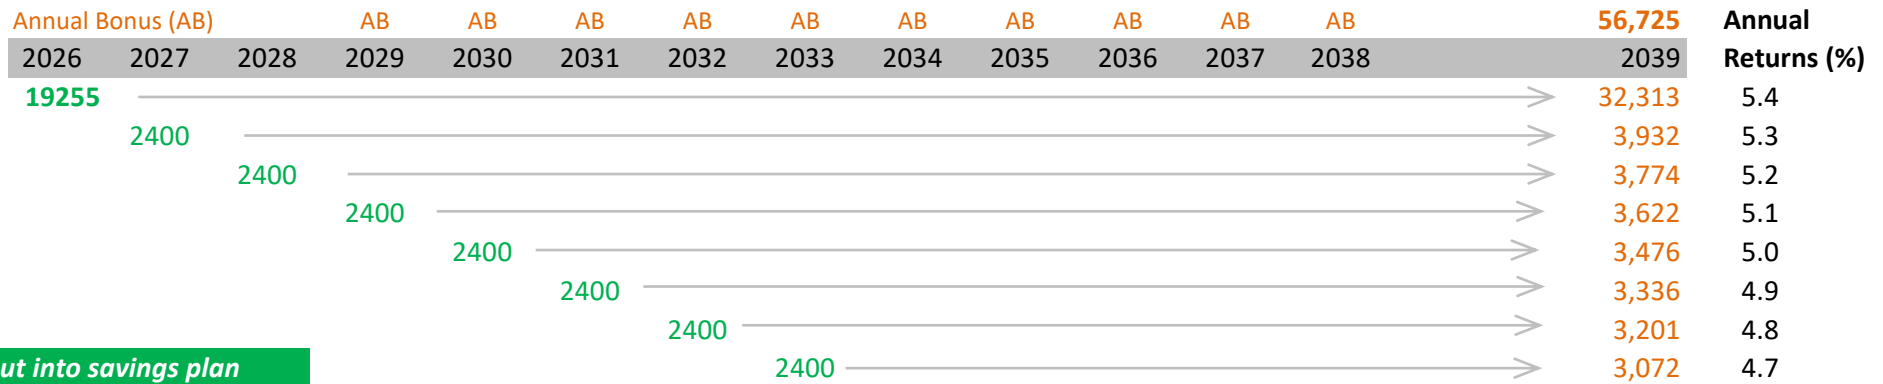 Annual Bonus (AB) AB AB AB AB AB AB AB AB AB AB 56,725 Annual
2026 2027 2028 2029 2030 2031 2032 2033 2034 2035 2036 2037 2038 2039 Returns (%)
19255 32,313 5.4
2400 3,932 5.3
2400 3,774 5.2
2400 3,622 5.1
2400 3,476 5.0
2400 3,336 4.9
2400 3,201 4.8
ut into savings plan 2400 3,072 4.7